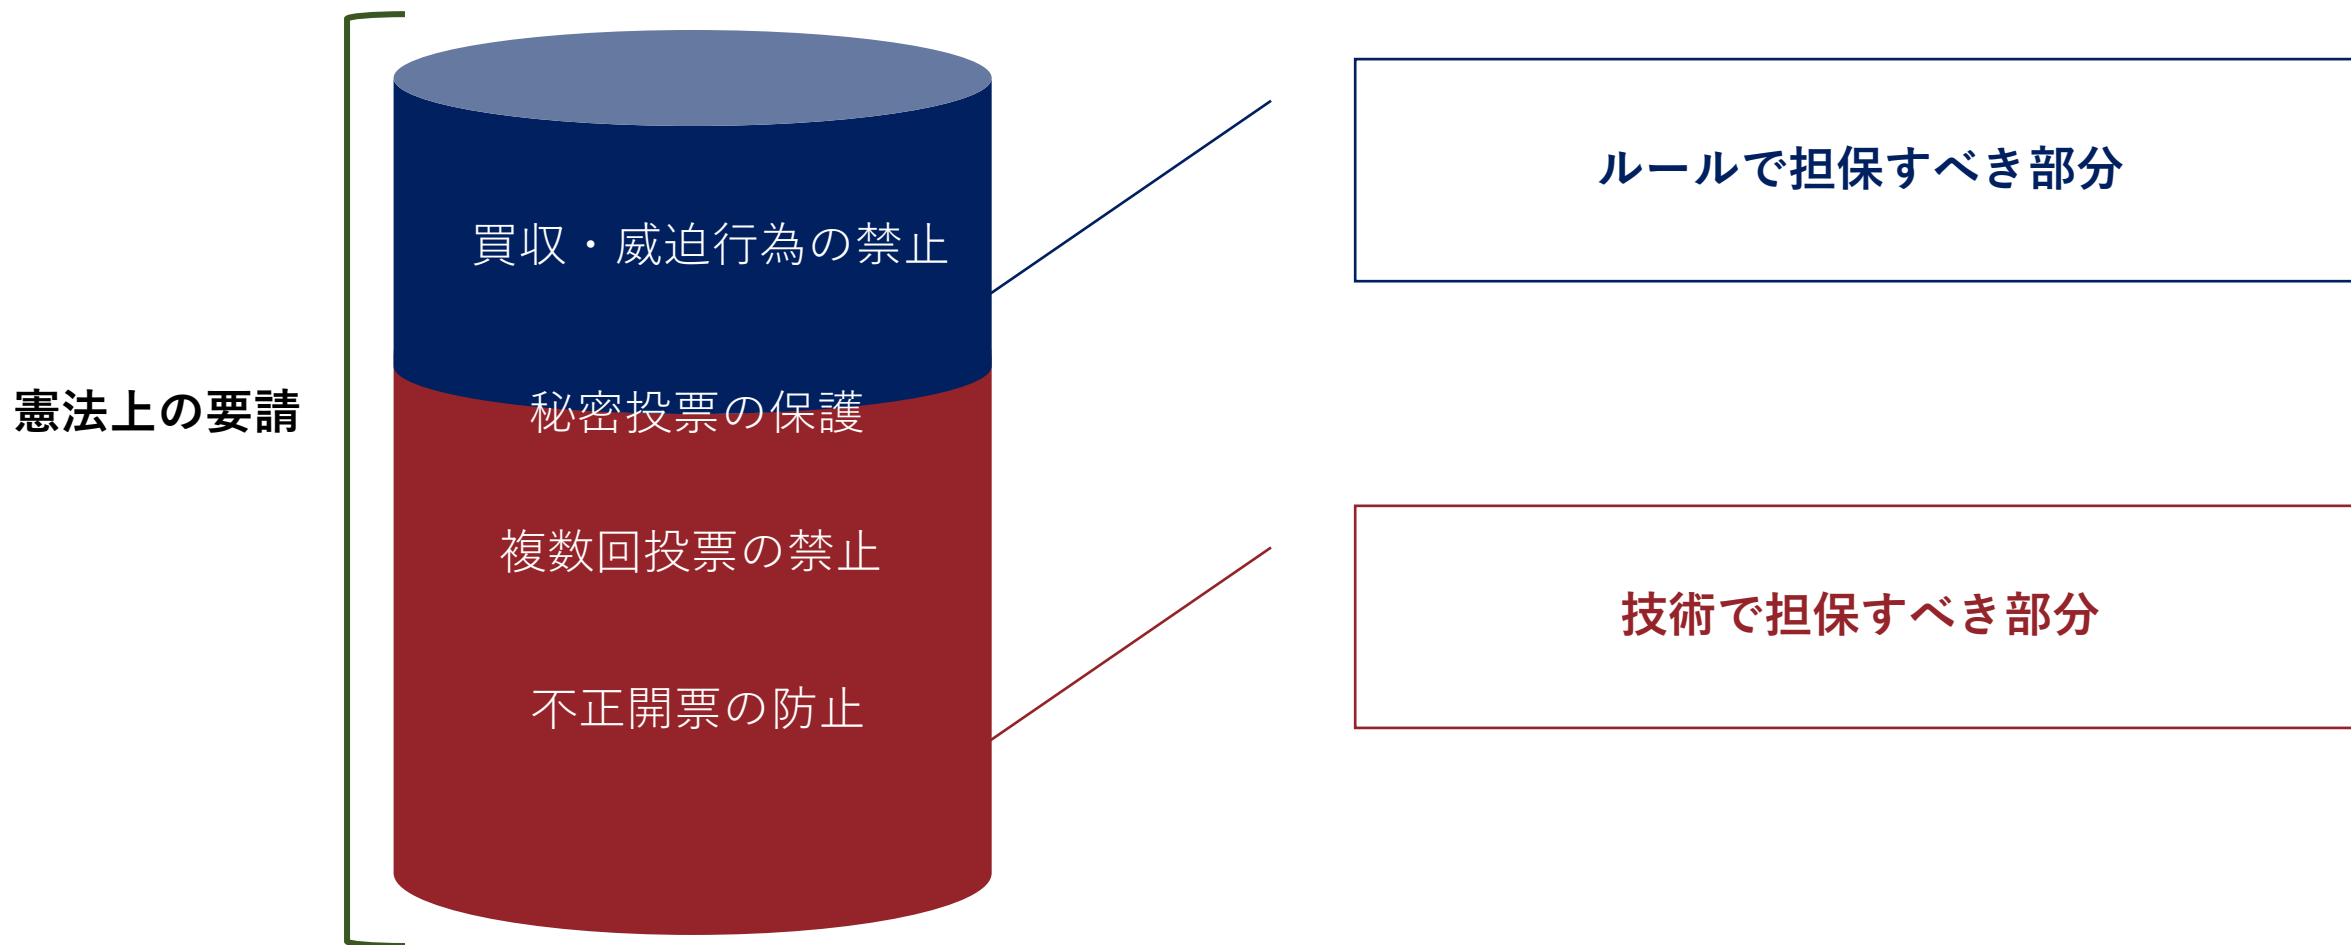 憲法上の要請
買収・威迫行為の禁止
秘密投票の保護
複数回投票の禁止
不正開票の防止
ルールで担保すべき部分
技術で担保すべき部分